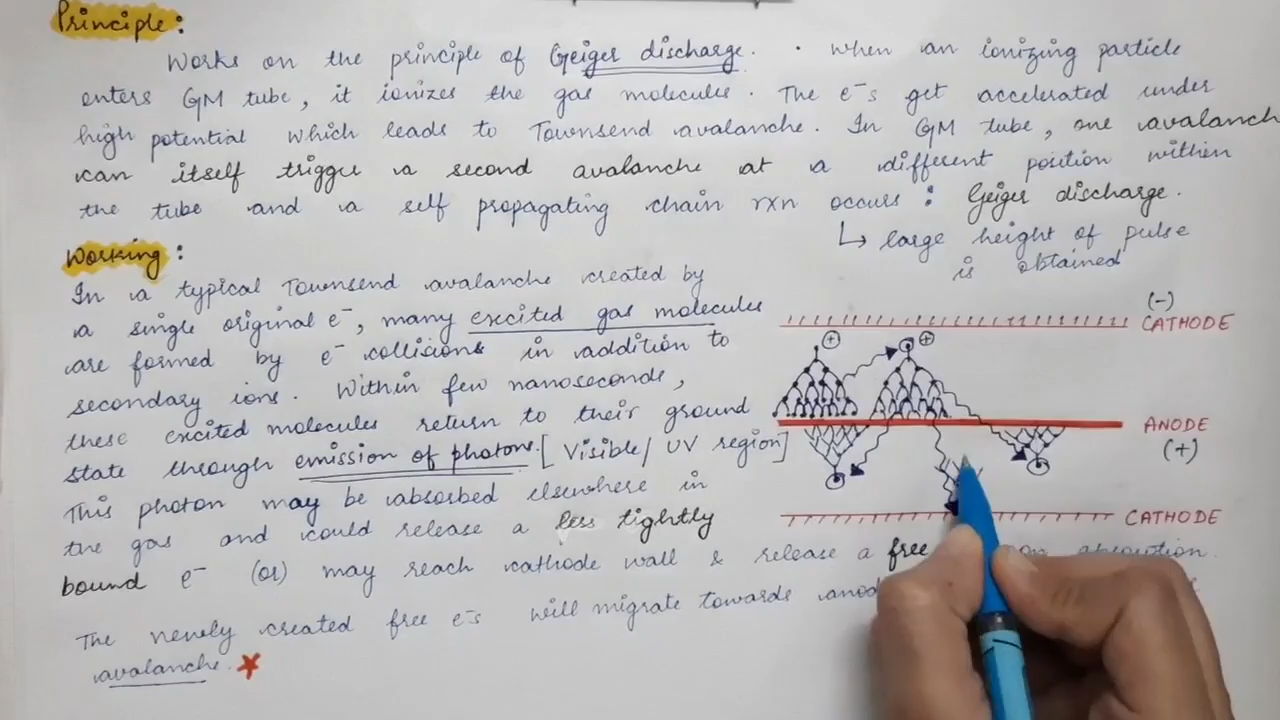 Principle :
Works on the principle of Geiger discharge. . When an ionizing particle
enters GM tube, it ionizes the gas molecules. The e⁻s get accelerated under
high potential which leads to Townsend avalanche. In GM tube, one avalanch
can itself trigger a second avalanche at a different position within
the tube and a self propagating chain rxn occurs : Geiger discharge.
↳ large height of pulse
is obtained
Working :
In a typical Townsend avalanche created by
a single original e⁻, many excited gas molecules
are formed by e⁻ collisions in addition to
secondary ions. Within few nanoseconds,
these excited molecules return to their ground
state through emission of photons. [Visible/ UV region]
This photon may be absorbed elsewhere in
the gas and could release a less tightly
bound e⁻ (or) may reach cathode wall & release a free on absorption.
The newly created free e⁻s will migrate towards anod
avalanche.
(-)
CATHODE
+ +
ANODE
(+)
CATHODE